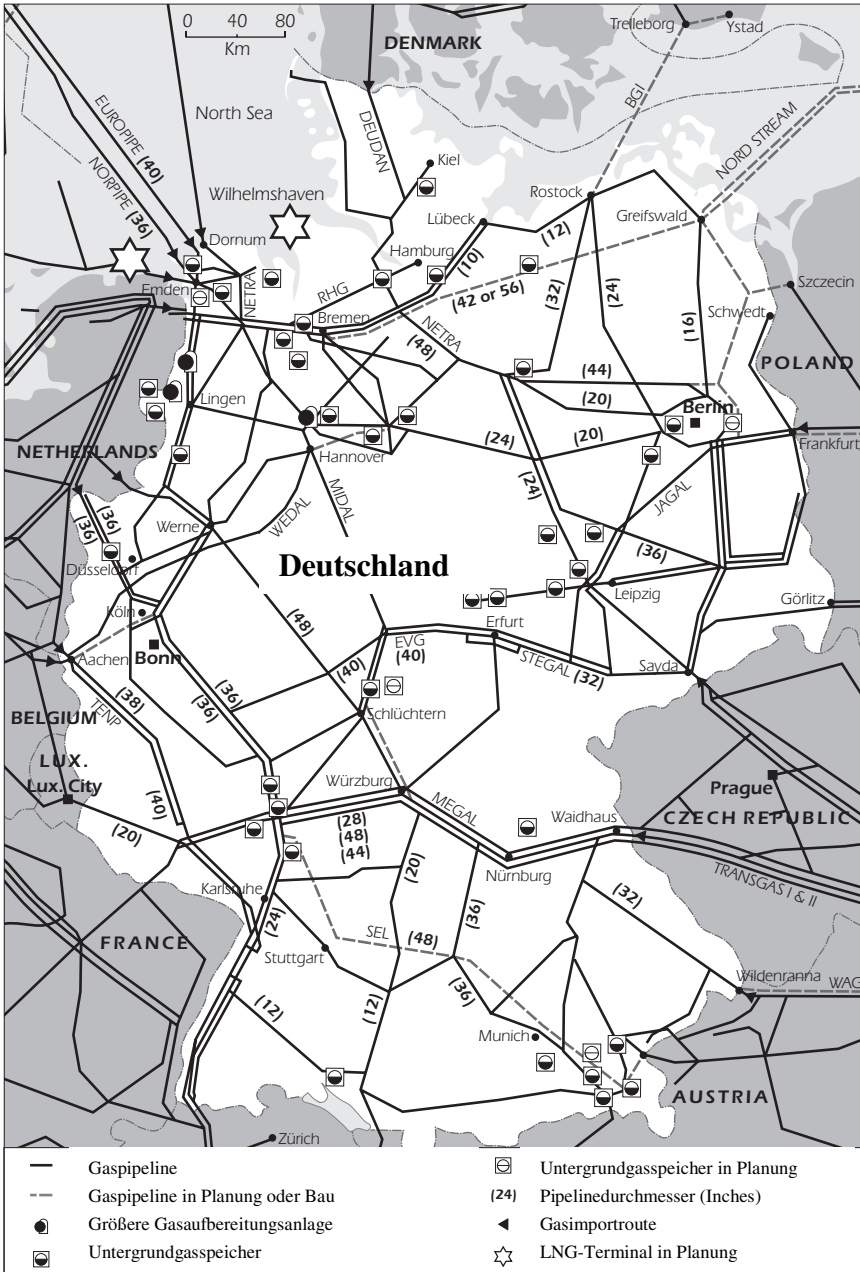 0 40 80
Km
DENMARK
Trelleborg
Ystad
BGI
NORD STREAM
North Sea
EUROPIPE (40)
NORPIPE (36)
DEUDAN
Kiel
Wilhelmshaven
Rostock
Greifswald
Lübeck
(12)
Dornum
Hamburg
(10)
Szczecin
Emden
NETRA
RHG
(42 or 56)
(32)
(24)
Schwedt
Bremen
NETRA
(48)
(16)
POLAND
(44)
Lingen
(20)
Berlin
NETHERLANDS
Hannover
(24)
(20)
Frankfurt
(36)
(36)
Werne
WEDAL
MIDAL
(24)
JAGAL
(36)
Düsseldorf
Deutschland
Leipzig
Köln
(48)
Görlitz
Erfurt
Aachen
Bonn
EVG
(40)
STEGAL (32)
Sayda
(40)
TENP
(38)
(36)
(36)
Schlüchtern
BELGIUM
LUX.
Lux. City
Würzburg
MEGAL
Waidhaus
Prague
CZECH REPUBLIC
(40)
(20)
(28)
(48)
(44)
(20)
Nürnburg
TRANSGAS I & II
Karlsruhe
(24)
(36)
(32)
FRANCE
SEL
(48)
Stuttgart
Wildenranna
WAG
(12)
(12)
(36)
Munich
AUSTRIA
Zürich
Gaspipeline
Gaspipeline in Planung oder Bau
Größere Gasaufbereitungsanlage
Untergrundgasspeicher
Untergrundgasspeicher in Planung
(24) Pipelinedurchmesser (Inches)
Gasimportroute
LNG-Terminal in Planung